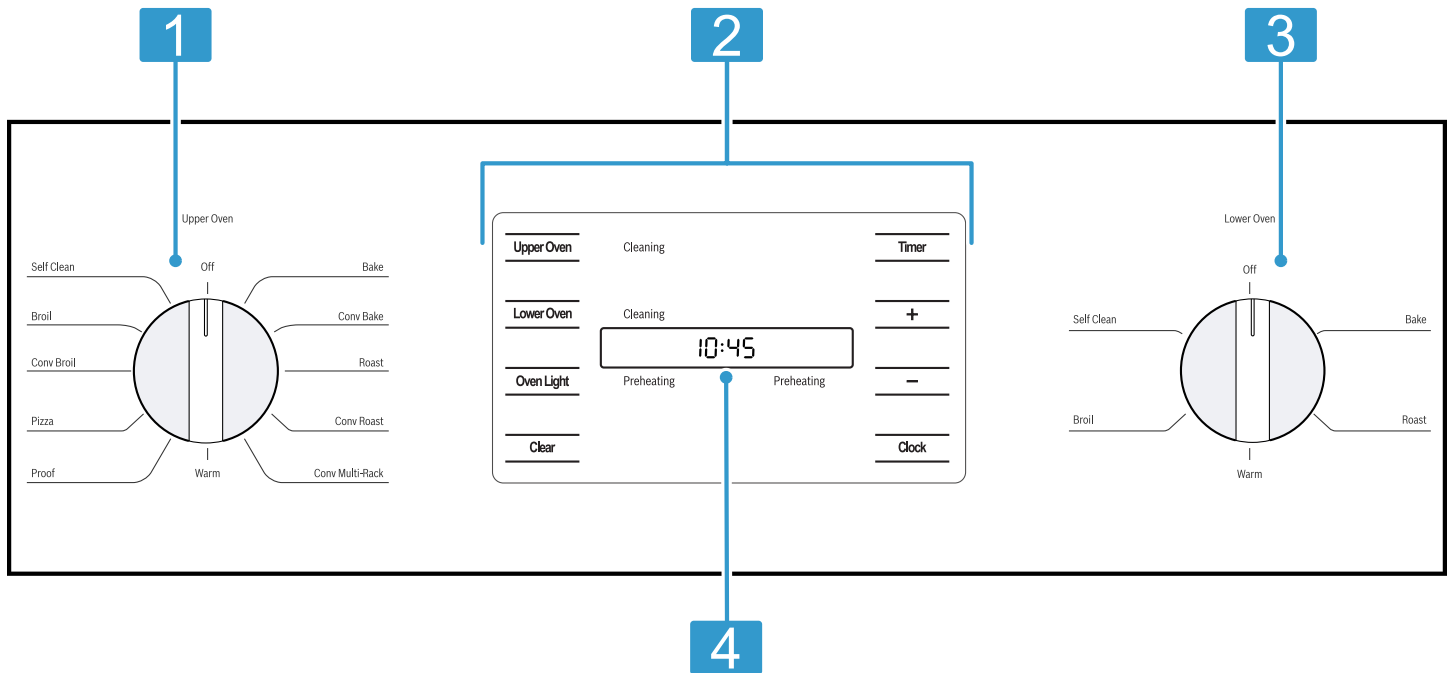 1
2
3
Upper Oven
Self Clean
Off
Bake
Broil
Conv Bake
Conv Broil
Roast
Pizza
Conv Roast
Proof
Warm
Conv Multi-Rack
Upper Oven
Cleaning
Timer
Lower Oven
Cleaning
+
10:45
Oven Light
Preheating
Preheating
−
Clear
Clock
Lower Oven
Off
Self Clean
Bake
Broil
Roast
Warm
4